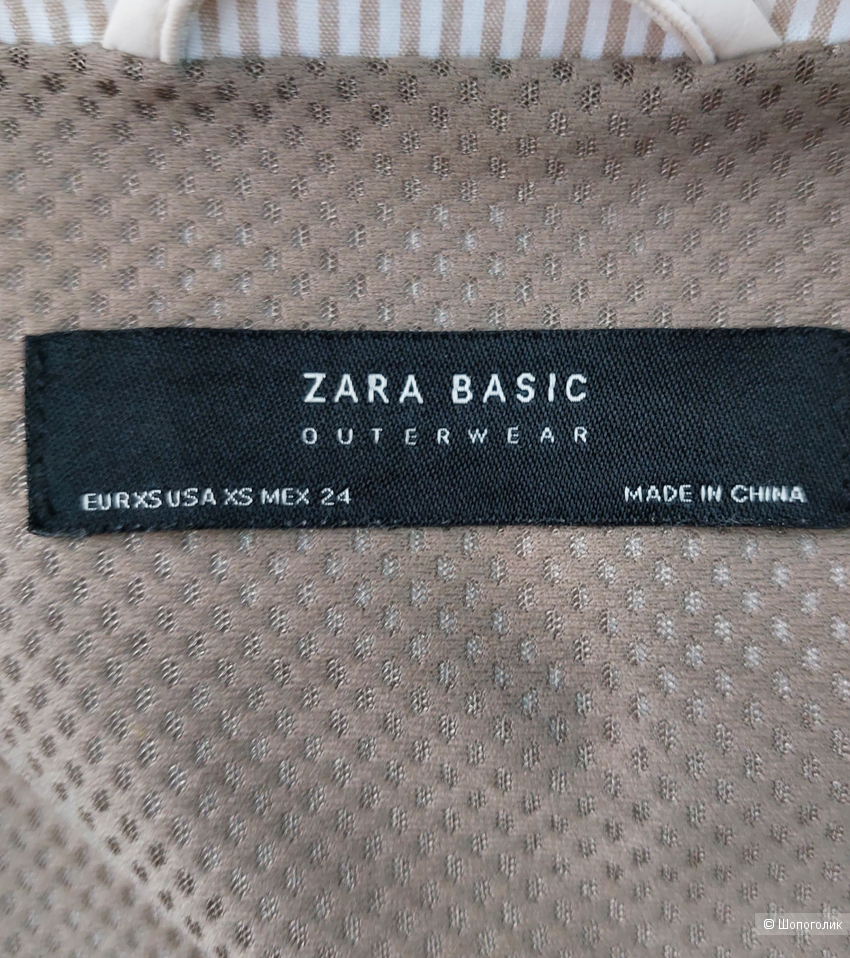 ZARA BASIC
OUTERWEAR
EUR XS USA XS MEX 24
MADE IN CHINA
© Шопоголик